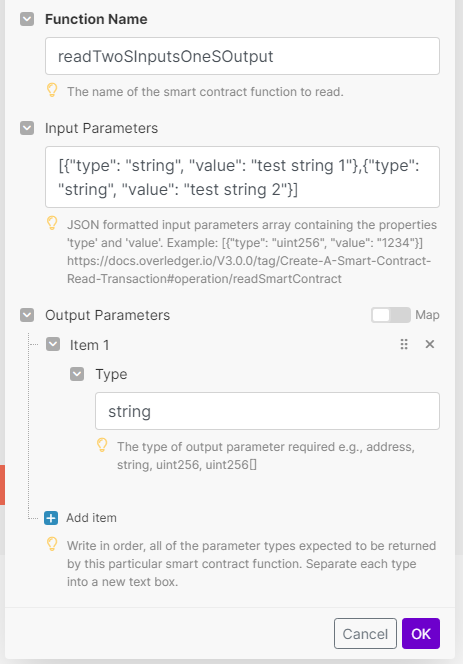 Function Name
readTwoSInputsOneSOutput
The name of the smart contract function to read.
Input Parameters
[{"type": "string", "value": "test string 1"},{"type":
"string", "value": "test string 2"}]
JSON formatted input parameters array containing the properties
'type' and 'value'. Example: [{"type": "uint256", "value": "1234"}]
https://docs.overledger.io/V3.0.0/tag/Create-A-Smart-Contract-
Read-Transaction#operation/readSmartContract
Output Parameters
Map
Item 1
Type
string
The type of output parameter required e.g., address,
string, uint256, uint256[]
Add item
Write in order, all of the parameter types expected to be returned
by this particular smart contract function. Separate each type
into a new text box.
Cancel
OK